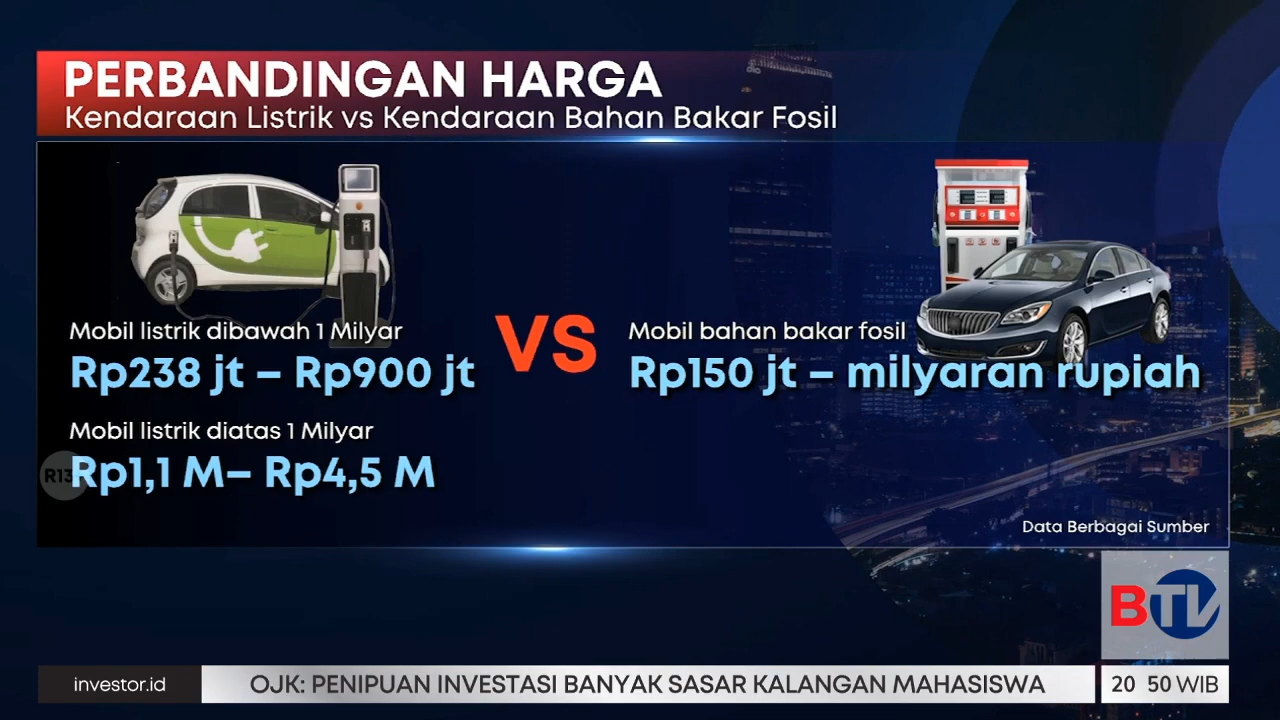 PERBANDINGAN HARGA
Kendaraan Listrik vs Kendaraan Bahan Bakar Fosil
Mobil listrik dibawah 1 Milyar
Rp238 jt – Rp900 jt
VS
Mobil bahan bakar fosil
Rp150 jt – milyaran rupiah
Mobil listrik diatas 1 Milyar
R13
Rp1,1 M– Rp4,5 M
Data Berbagai Sumber
BTV
investor.id
OJK: PENIPUAN INVESTASI BANYAK SASAR KALANGAN MAHASISWA
20 50 WIB